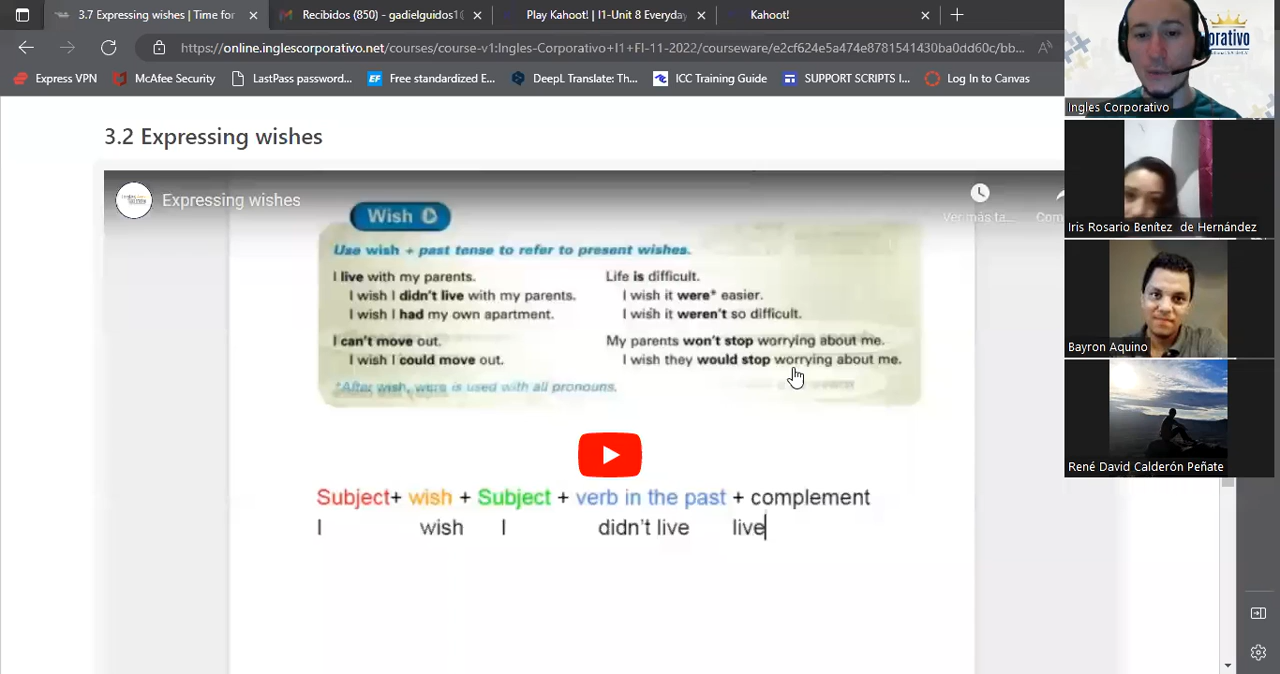 3.7 Expressing wishes | Time for
Recibidos (850) - gadielguidos1@
Play Kahoot! | I1-Unit 8 Everyday
Kahoot!
https://online.inglescorporativo.net/courses/course-v1:Ingles-Corporativo+I1+FI-11-2022/courseware/e2cf624e5a474e8781541430ba0dd60c/bb...
Express VPN
McAfee Security
LastPass password...
Free standardized E...
DeepL Translate: Th...
ICC Training Guide
SUPPORT SCRIPTS I...
Log In to Canvas
3.2 Expressing wishes
Expressing wishes
Ver más ta...
Com
Wish
Use wish + past tense to refer to present wishes.
I live with my parents.
I wish I didn't live with my parents.
I wish I had my own apartment.
I can't move out.
I wish I could move out.
Life is difficult.
I wish it were* easier.
I wish it weren't so difficult.
My parents won't stop worrying about me.
I wish they would stop worrying about me.
*After wish, were is used with all pronouns.
Subject+ wish + Subject + verb in the past + complement
I wish I didn't live live
orativo
Ingles Corporativo
Iris Rosario Benítez de Hernández
Bayron Aquino
René David Calderón Peñate